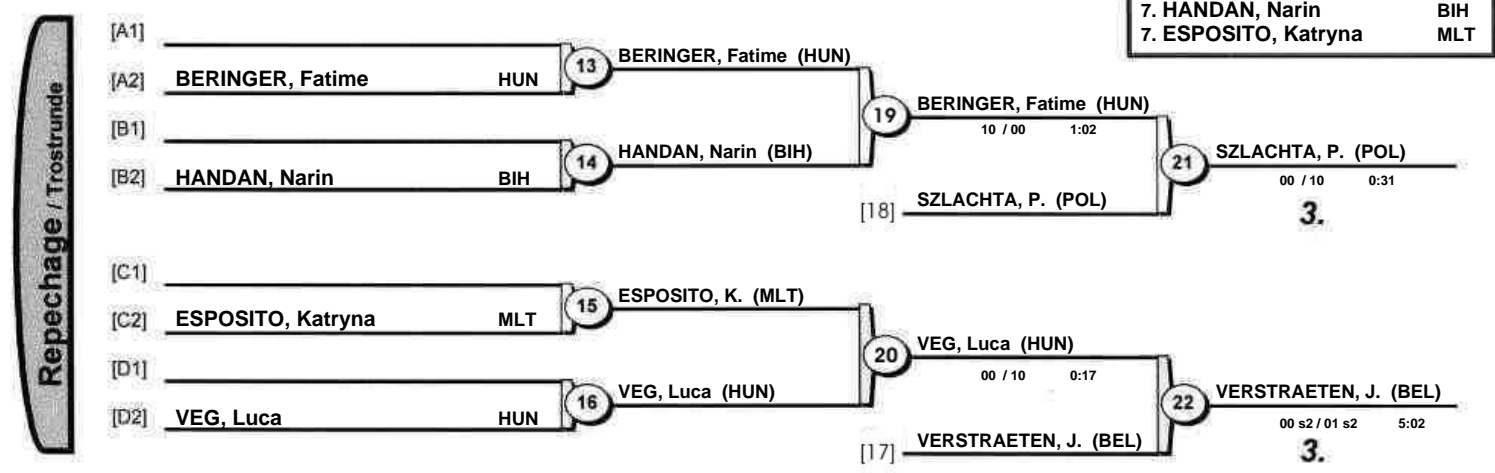 7. HANDAN, Narin BIH
7. ESPOSITO, Katryna MLT
Repechage / Trostrunde
[A1]
[A2] BERINGER, Fatime HUN
13
BERINGER, Fatime (HUN)
[B1]
[B2] HANDAN, Narin BIH
14
HANDAN, Narin (BIH)
19
BERINGER, Fatime (HUN)
10 / 00 1:02
[18] SZLACHTA, P. (POL)
21
SZLACHTA, P. (POL)
00 / 10 0:31
3.
[C1]
[C2] ESPOSITO, Katryna MLT
15
ESPOSITO, K. (MLT)
[D1]
[D2] VEG, Luca HUN
16
VEG, Luca (HUN)
20
VEG, Luca (HUN)
00 / 10 0:17
[17] VERSTRAETEN, J. (BEL)
22
VERSTRAETEN, J. (BEL)
00 s2 / 01 s2 5:02
3.